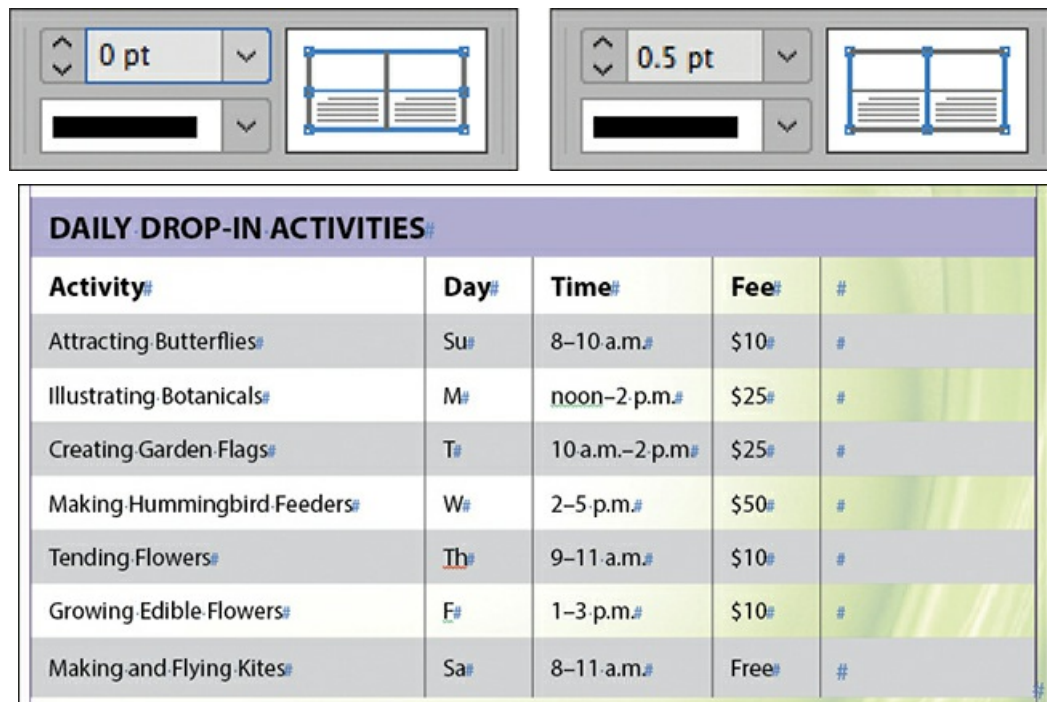 0 pt
0.5 pt
DAILY DROP-IN ACTIVITIES#
Activity# Day# Time# Fee# #
Attracting Butterflies# Su# 8–10 a.m.# $10# #
Illustrating Botanicals# M# noon–2 p.m.# $25# #
Creating Garden Flags# T# 10 a.m.–2 p.m# $25# #
Making Hummingbird Feeders# W# 2–5 p.m.# $50# #
Tending Flowers# Th# 9–11 a.m.# $10# #
Growing Edible Flowers# F# 1–3 p.m.# $10# #
Making and Flying Kites# Sa# 8–11 a.m.# Free# #
#